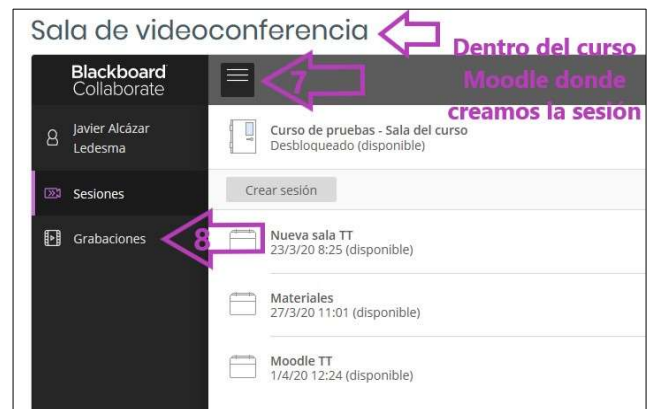 Sala de videoconferencia
Dentro del curso
Moodle donde
creamos la sesión
Blackboard
Collaborate
7
Javier Alcázar
Ledesma
Curso de pruebas - Sala del curso
Desbloqueado (disponible)
Sesiones
Crear sesión
Grabaciones
8
Nueva sala TT
23/3/20 8:25 (disponible)
Materiales
27/3/20 11:01 (disponible)
Moodle TT
1/4/20 12:24 (disponible)